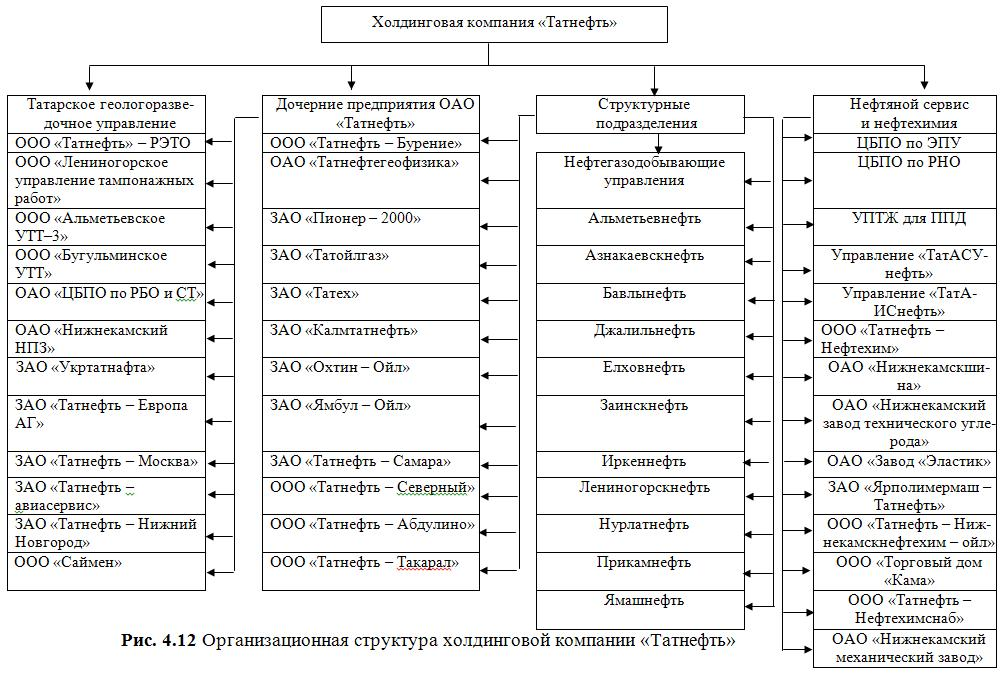 Холдинговая компания «Татнефть»
Татарское геологоразве-
дочное управление
ООО «Татнефть» – РЭТО
ООО «Лениногорское
управление тампонажных
работ»
ООО «Альметьевское
УТТ–3»
ООО «Бугульминское
УТТ»
ОАО «ЦБПО по РБО и СТ»
ОАО «Нижнекамский
НПЗ»
ЗАО «Укртатнафта»
ЗАО «Татнефть – Европа
АГ»
ЗАО «Татнефть – Москва»
ЗАО «Татнефть –
авиасервис»
ЗАО «Татнефть – Нижний
Новгород»
ООО «Саймен»
Дочерние предприятия ОАО
«Татнефть»
ООО «Татнефть – Бурение»
ОАО «Татнефтегеофизика»
ЗАО «Пионер – 2000»
ЗАО «Татойлгаз»
ЗАО «Татех»
ЗАО «Калмтатнефть»
ЗАО «Охтин – Ойл»
ЗАО «Ямбул – Ойл»
ЗАО «Татнефть – Самара»
ООО «Татнефть – Северный»
ООО «Татнефть – Абдулино»
ООО «Татнефть – Такарал»
Структурные
подразделения
Нефтегазодобывающие
управления
Альметьевнефть
Азнакаевскнефть
Бавлынефть
Джалильнефть
Елховнефть
Заинскнефть
Иркеннефть
Лениногорскнефть
Нурлатнефть
Прикамнефть
Ямашнефть
Нефтяной сервис
и нефтехимия
ЦБПО по ЭПУ
ЦБПО по РНО
УПТЖ для ППД
Управление «ТатАСУ-
нефть»
Управление «ТатА-
ИСнефть»
ООО «Татнефть –
Нефтехим»
ОАО «Нижнекамскши-
на»
ОАО «Нижнекамский
завод технического угле-
рода»
ОАО «Завод «Эластик»
ЗАО «Ярполимермаш –
Татнефть»
ООО «Татнефть – Ниж-
некамскнефтехим – ойл»
ООО «Торговый дом
«Кама»
ООО «Татнефть –
Нефтехимснаб»
ОАО «Нижнекамский
механический завод»
Рис. 4.12 Организационная структура холдинговой компании «Татнефть»